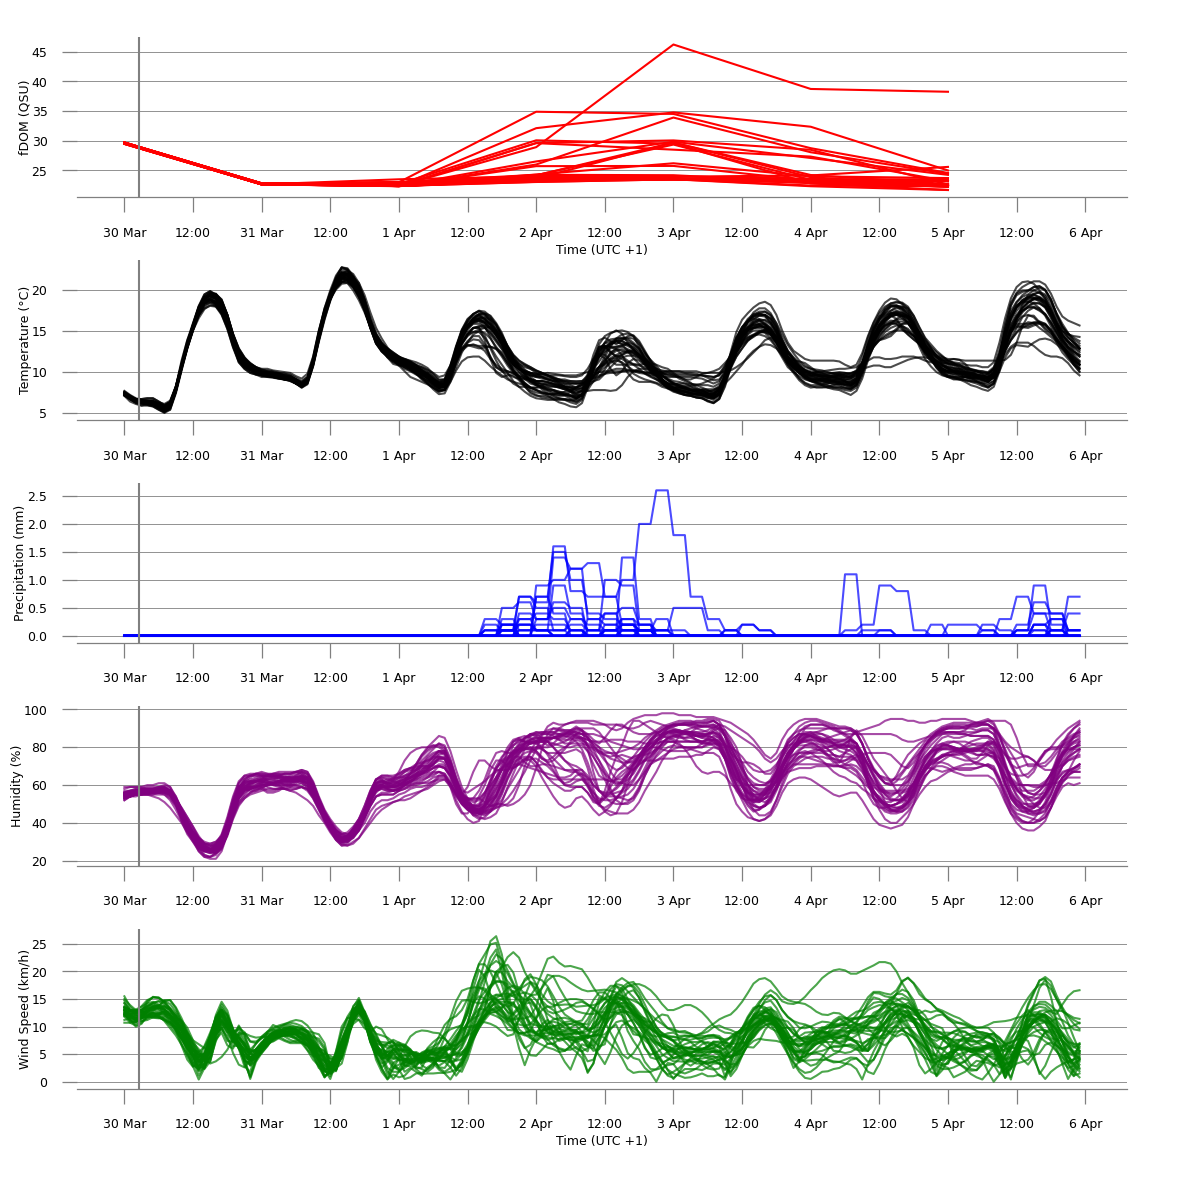 fDOM (QSU)
45
40
35
30
25
30 Mar 12:00 31 Mar 12:00 1 Apr 12:00 2 Apr 12:00 3 Apr 12:00 4 Apr 12:00 5 Apr 12:00 6 Apr
Time (UTC +1)
Temperature (°C)
20
15
10
5
30 Mar 12:00 31 Mar 12:00 1 Apr 12:00 2 Apr 12:00 3 Apr 12:00 4 Apr 12:00 5 Apr 12:00 6 Apr
Precipitation (mm)
2.5
2.0
1.5
1.0
0.5
0.0
30 Mar 12:00 31 Mar 12:00 1 Apr 12:00 2 Apr 12:00 3 Apr 12:00 4 Apr 12:00 5 Apr 12:00 6 Apr
Humidity (%)
100
80
60
40
20
30 Mar 12:00 31 Mar 12:00 1 Apr 12:00 2 Apr 12:00 3 Apr 12:00 4 Apr 12:00 5 Apr 12:00 6 Apr
Wind Speed (km/h)
25
20
15
10
5
0
30 Mar 12:00 31 Mar 12:00 1 Apr 12:00 2 Apr 12:00 3 Apr 12:00 4 Apr 12:00 5 Apr 12:00 6 Apr
Time (UTC +1)